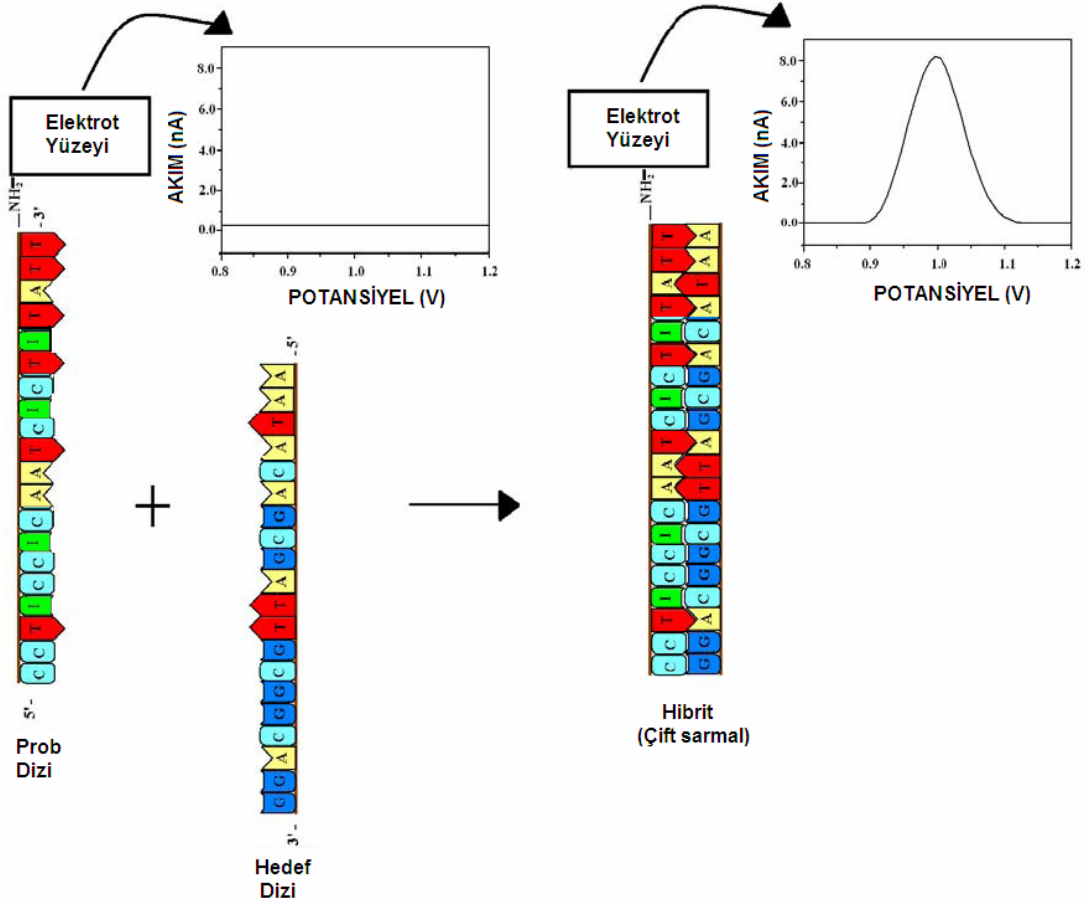 Elektrot
Yüzeyi
AKIM (nA)
8.0
6.0
4.0
2.0
0.0
0.8 0.9 1.0 1.1 1.2
POTANSİYEL (V)
—NH₂
5'- C C T I C C I C A A T C I C T I T A T T -3'
Prob
Dizi
+
3'- G G A C G G C G T T A G C G A C A T A A -5'
Hedef
Dizi
Elektrot
Yüzeyi
AKIM (nA)
8.0
6.0
4.0
2.0
0.0
0.8 0.9 1.0 1.1 1.2
POTANSİYEL (V)
—NH₂
C C T I C C I C A A T C I C T I T A T T
G G A C G G C G T T A G C G A C A T A A
Hibrit
(Çift sarmal)